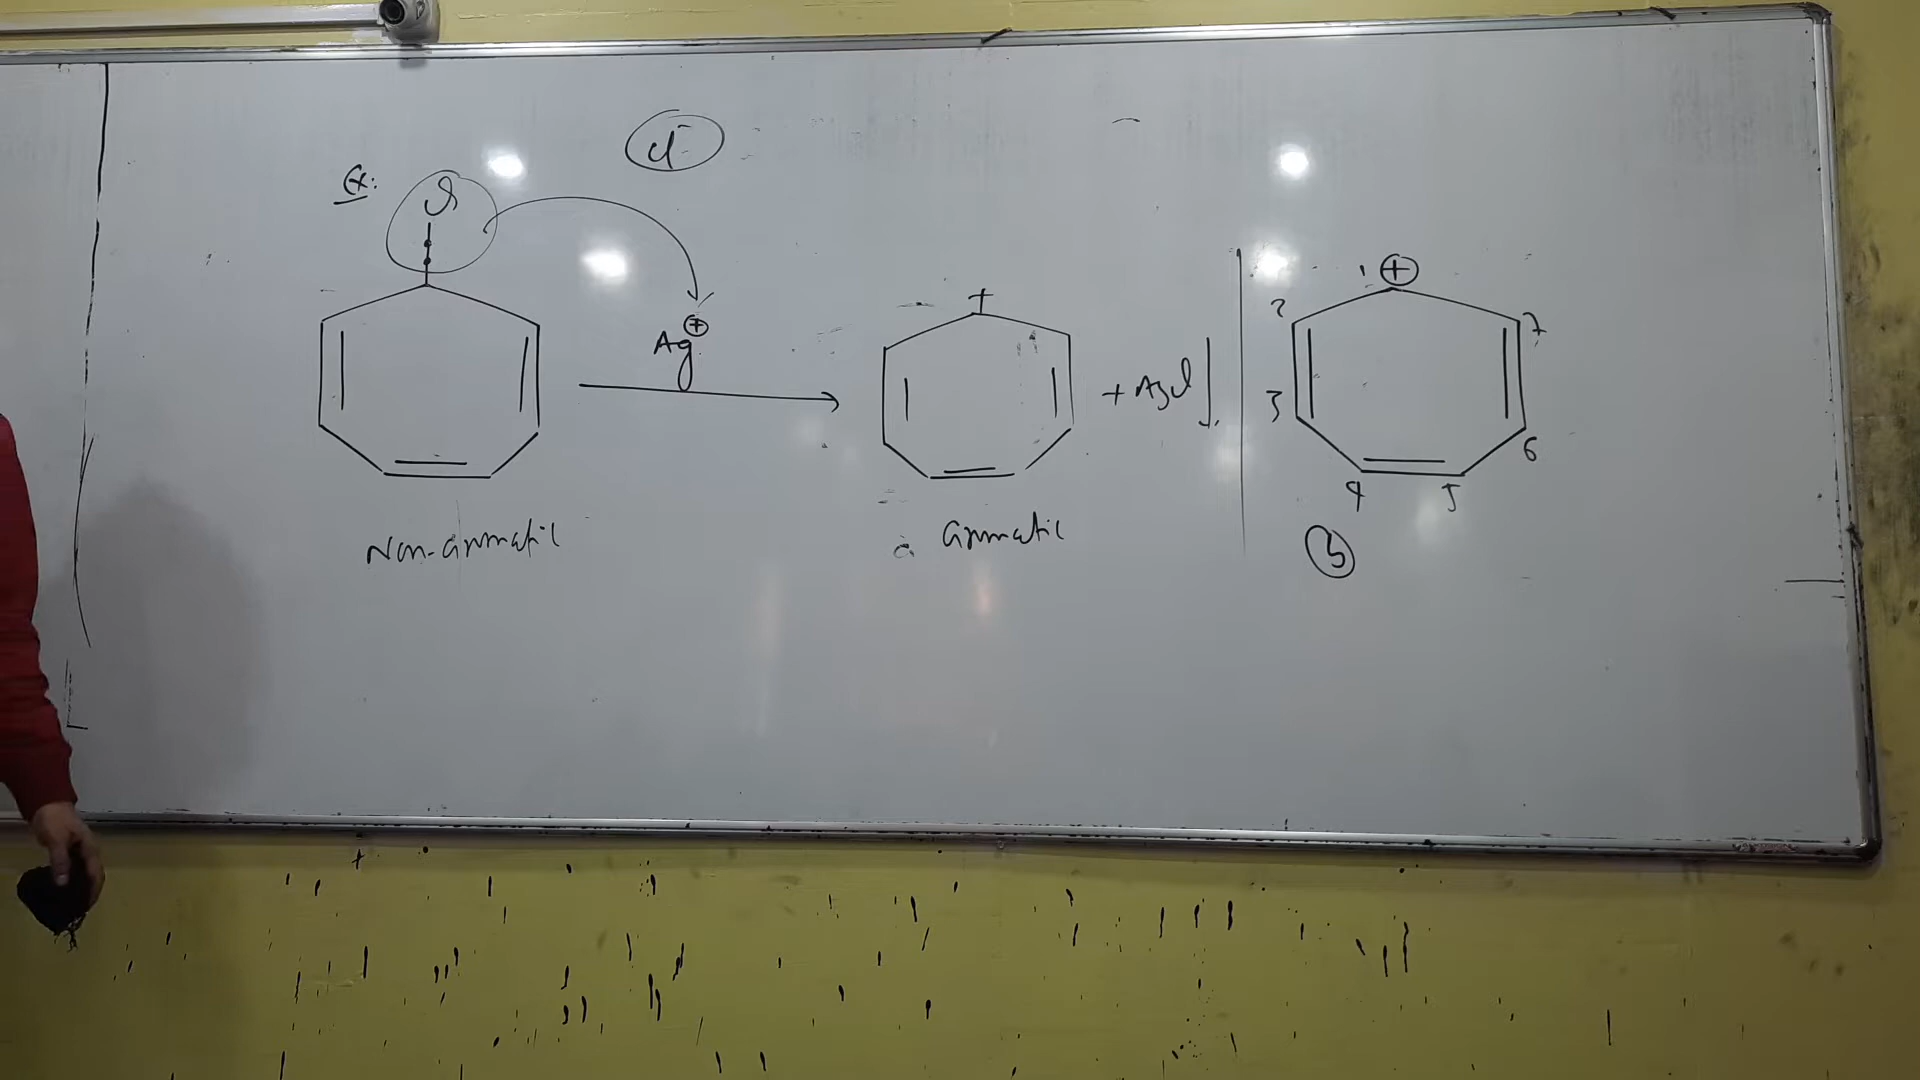 Cl⁻
Ex:
Cl
+
Ag⊕
+ AgCl ↓
Non-aromatic
aromatic
1 ⊕
2
7
3
6
4
5